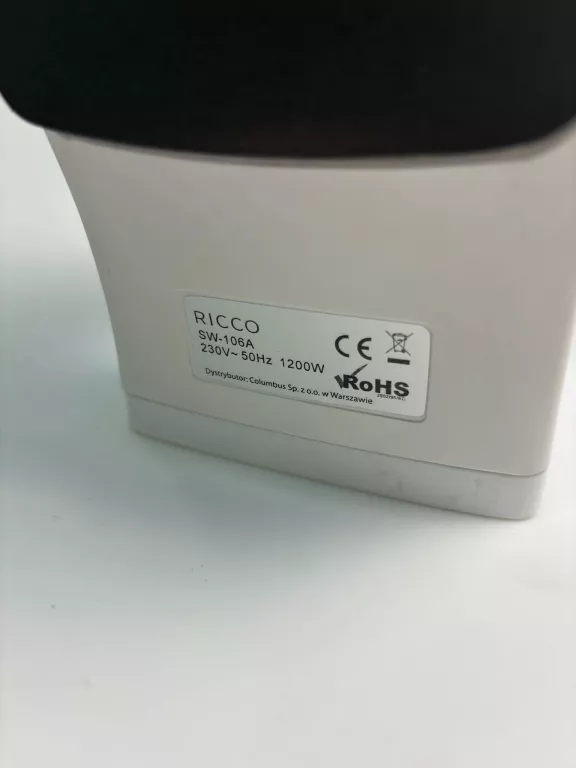 RICCO
SW-106A
230V~ 50Hz 1200W
Dystrybutor: Columbus Sp. z o.o. w Warszawie
CE
RoHS